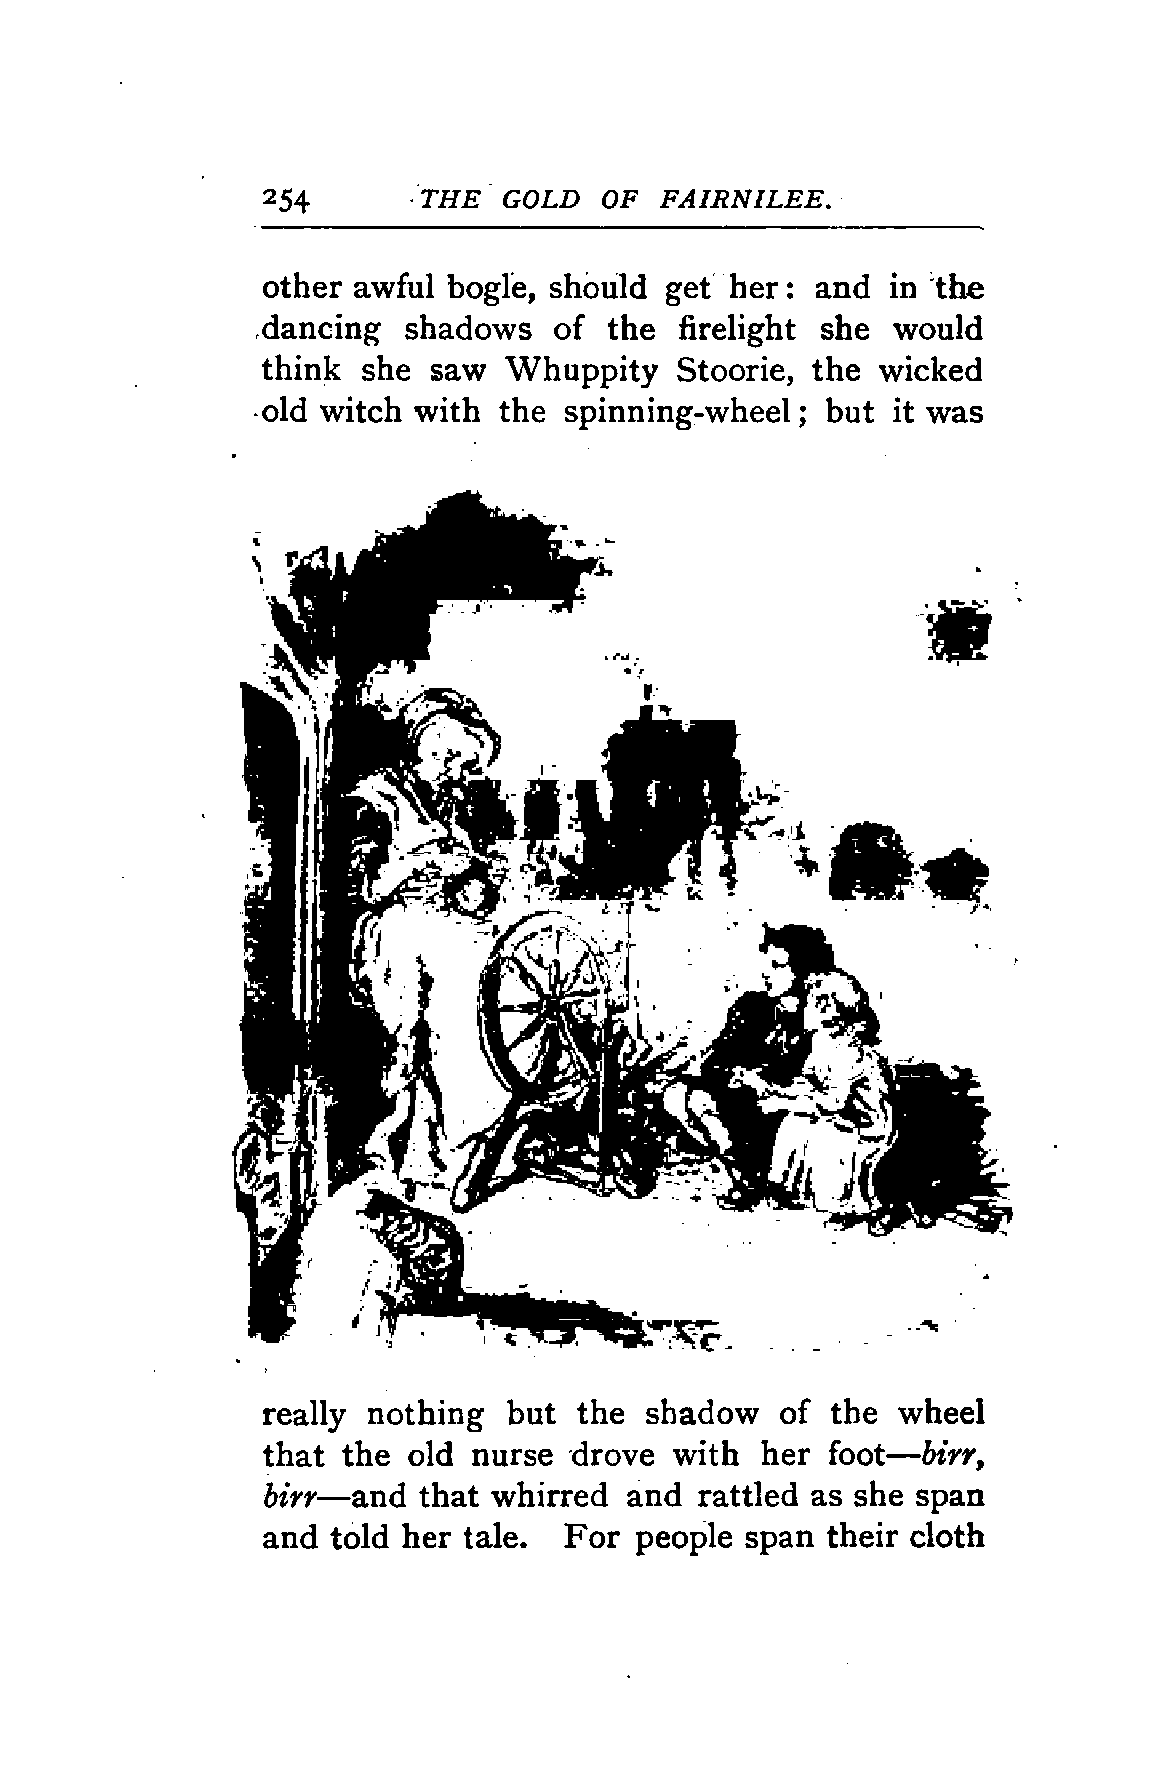 254 THE GOLD OF FAIRNILEE.
other awful bogle, should get her: and in the
dancing shadows of the firelight she would
think she saw Whuppity Stoorie, the wicked
old witch with the spinning-wheel; but it was
really nothing but the shadow of the wheel
that the old nurse drove with her foot—birr,
birr—and that whirred and rattled as she span
and told her tale. For people span their cloth